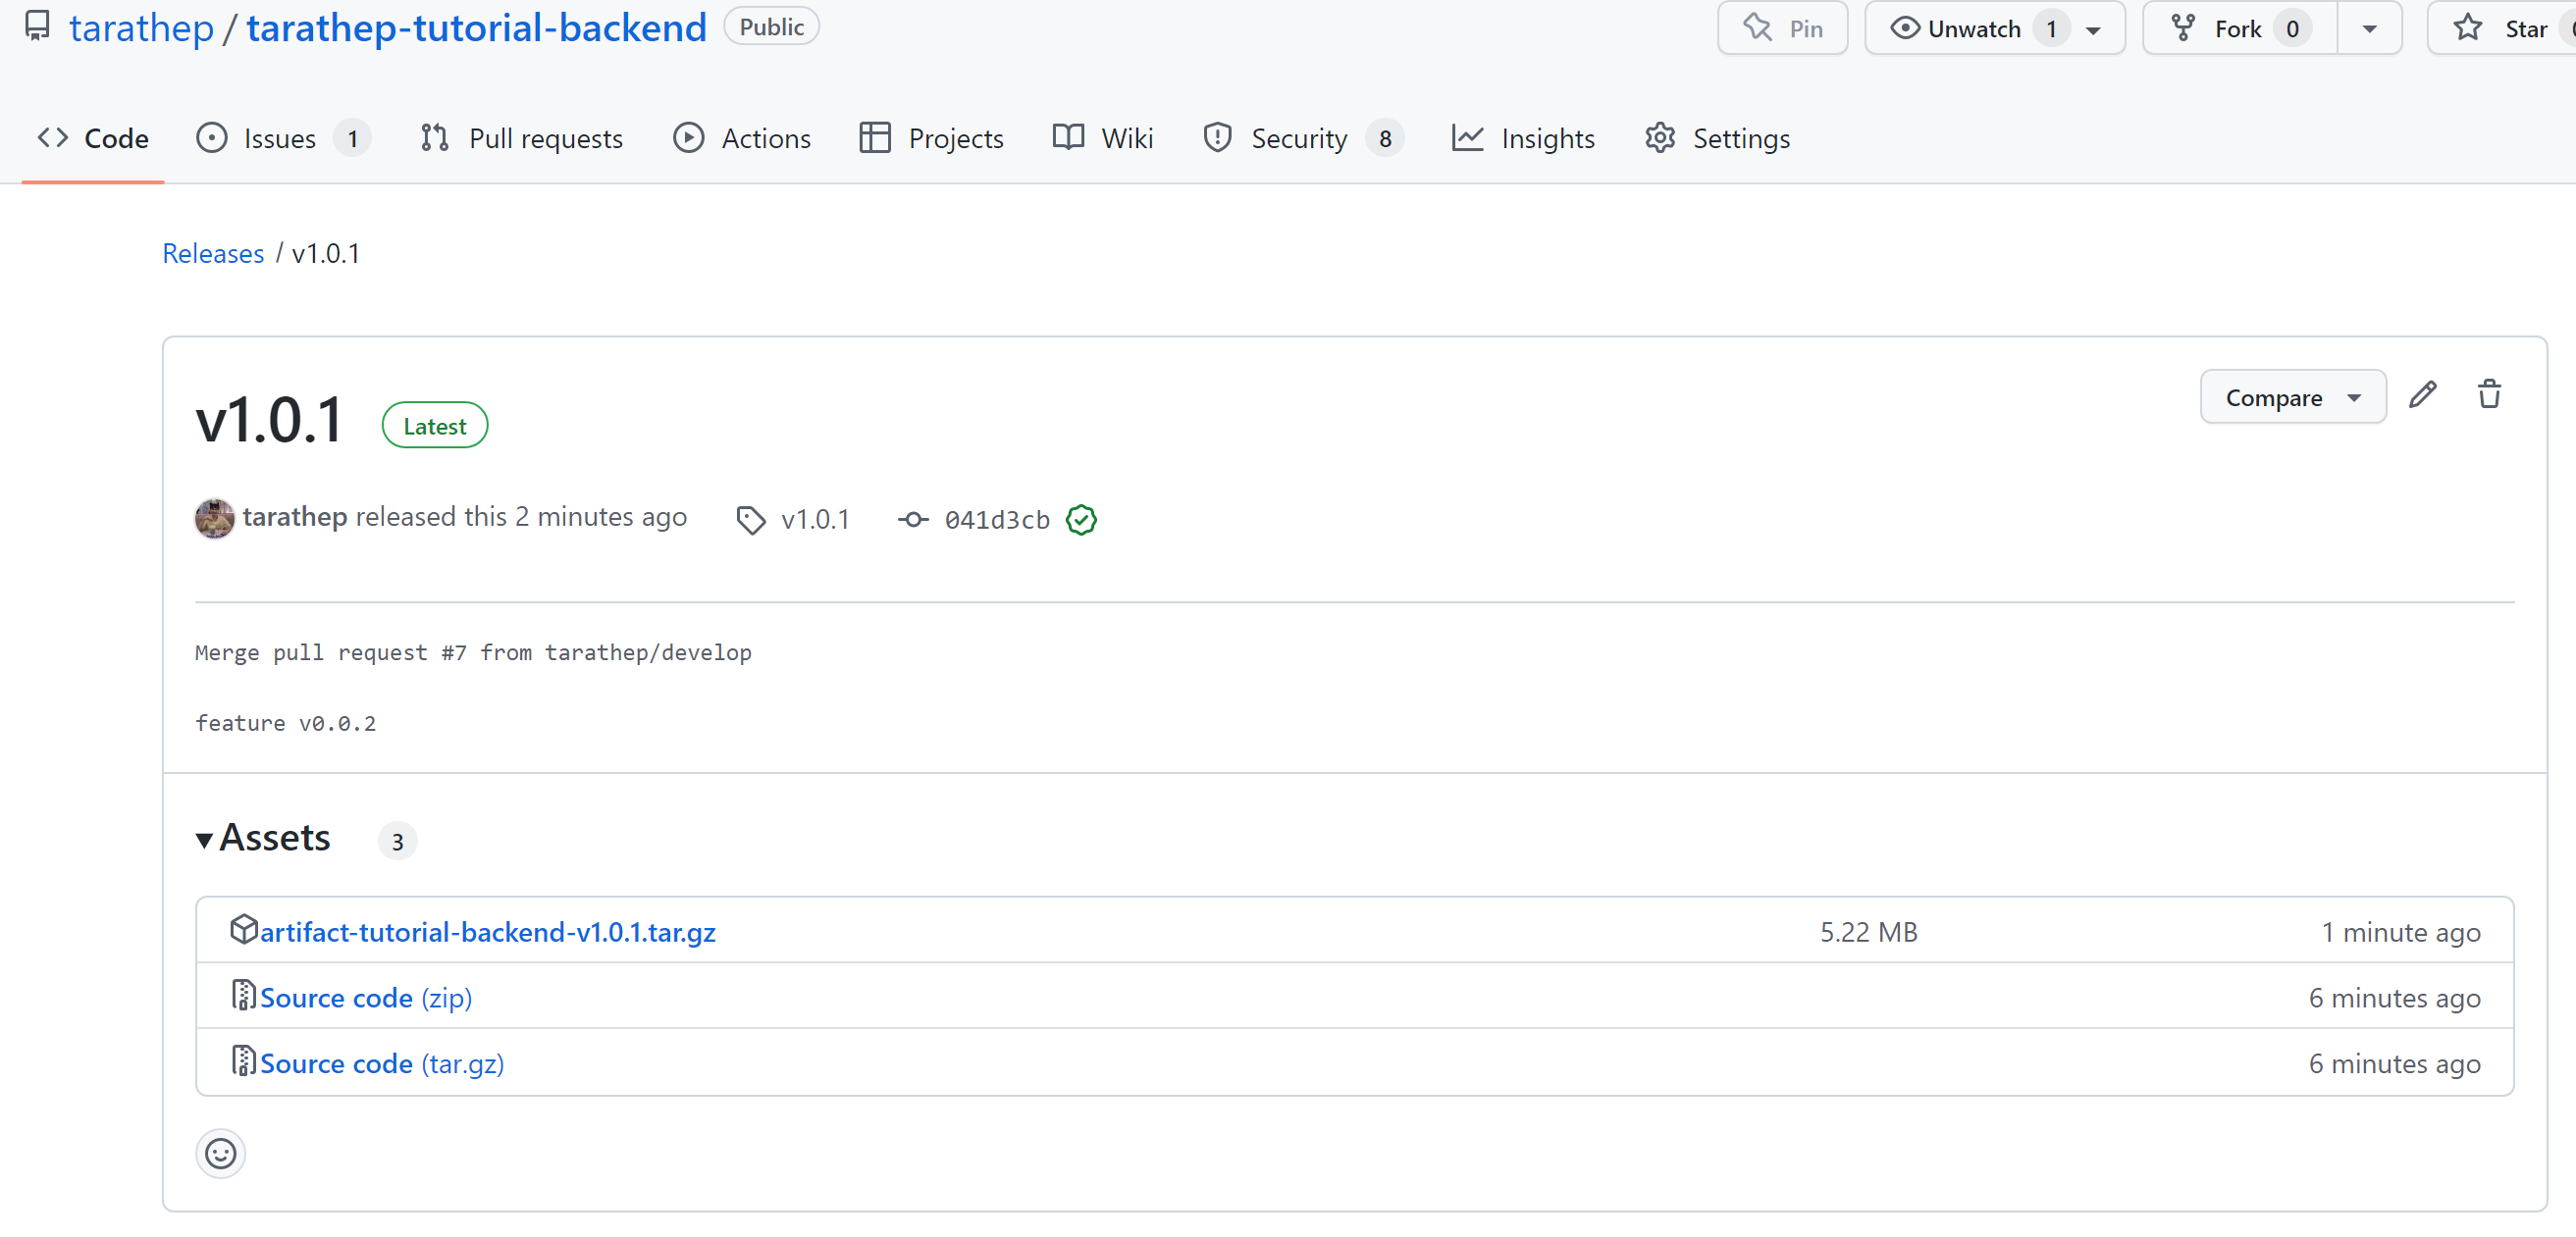 tarathep / tarathep-tutorial-backend Public Pin Unwatch 1 Fork 0 Star
Code Issues 1 Pull requests Actions Projects Wiki Security 8 Insights Settings
Releases / v1.0.1
v1.0.1 Latest Compare
tarathep released this 2 minutes ago v1.0.1 041d3cb
Merge pull request #7 from tarathep/develop
feature v0.0.2
Assets 3
artifact-tutorial-backend-v1.0.1.tar.gz 5.22 MB 1 minute ago
Source code (zip) 6 minutes ago
Source code (tar.gz) 6 minutes ago